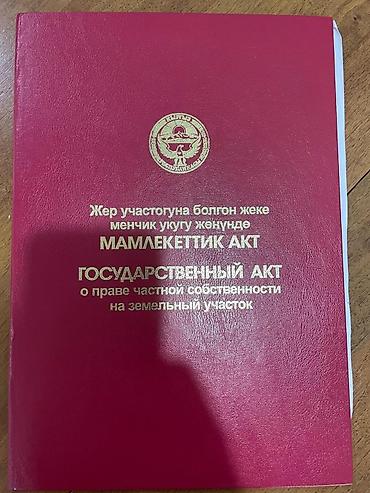 Жер участогуна болгон жеке
менчик укугу жөнүндө
МАМЛЕКЕТТИК АКТ
ГОСУДАРСТВЕННЫЙ АКТ
о праве частной собственности
на земельный участок